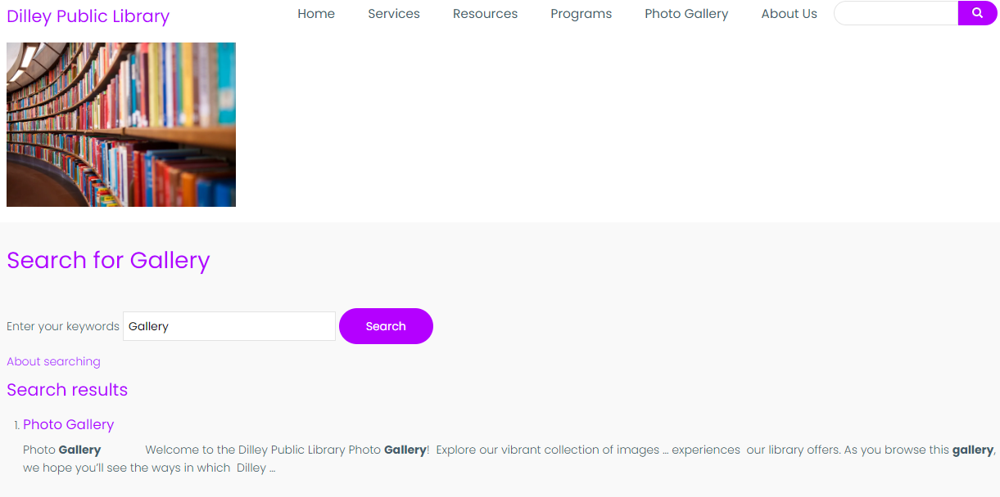 Dilley Public Library
Home Services Resources Programs Photo Gallery About Us
Search for Gallery
Enter your keywords Gallery Search
About searching
Search results
1. Photo Gallery
Photo Gallery Welcome to the Dilley Public Library Photo Gallery! Explore our vibrant collection of images ... experiences our library offers. As you browse this gallery,
we hope you’ll see the ways in which Dilley ...